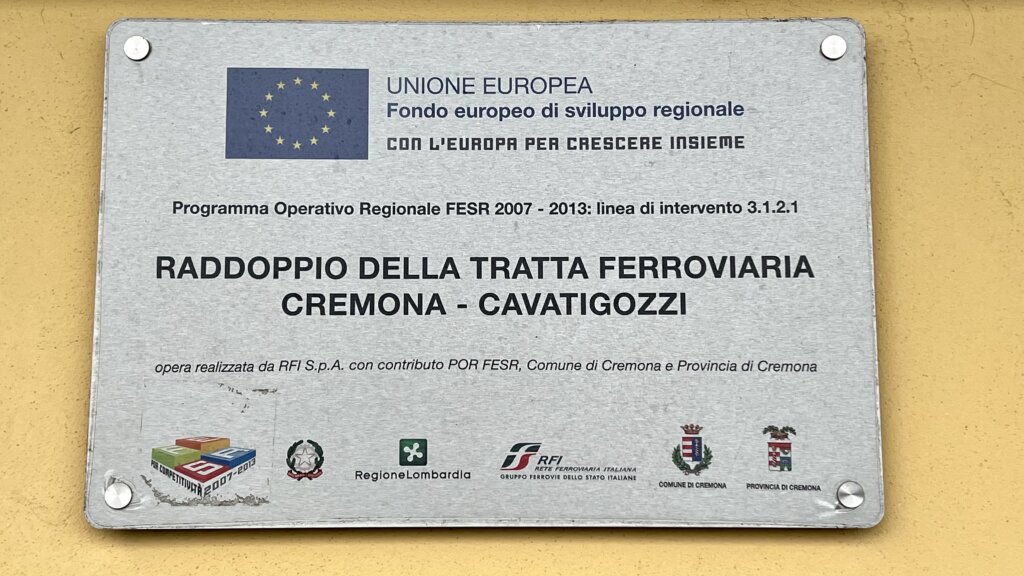 UNIONE EUROPEA
Fondo europeo di sviluppo regionale
CON L'EUROPA PER CRESCERE INSIEME
Programma Operativo Regionale FESR 2007 - 2013: linea di intervento 3.1.2.1
RADDOPPIO DELLA TRATTA FERROVIARIA
CREMONA - CAVATIGOZZI
opera realizzata da RFI S.p.A. con contributo POR FESR, Comune di Cremona e Provincia di Cremona
POR COMPETITIVITÀ 2007-2013
RegioneLombardia
RFI
RETE FERROVIARIA ITALIANA
GRUPPO FERROVIE DELLO STATO ITALIANE
COMUNE DI CREMONA
PROVINCIA DI CREMONA